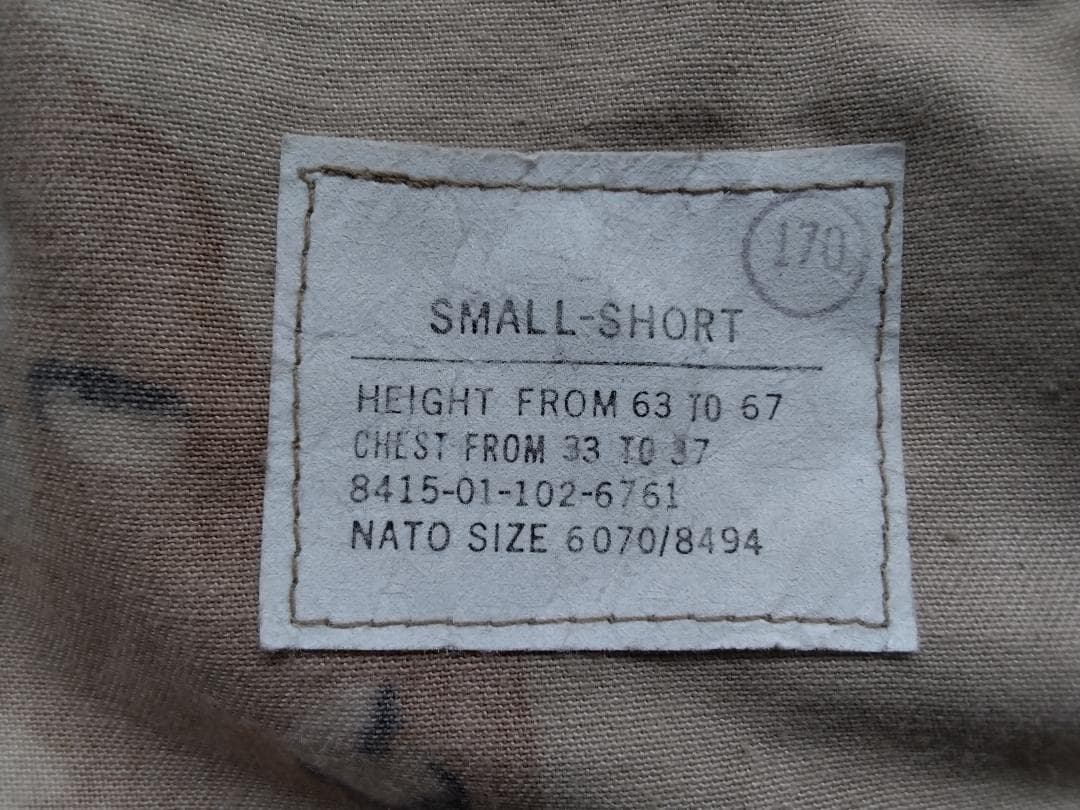 170
SMALL-SHORT
HEIGHT FROM 63 TO 67
CHEST FROM 33 TO 37
8415-01-102-6761
NATO SIZE 6070/8494